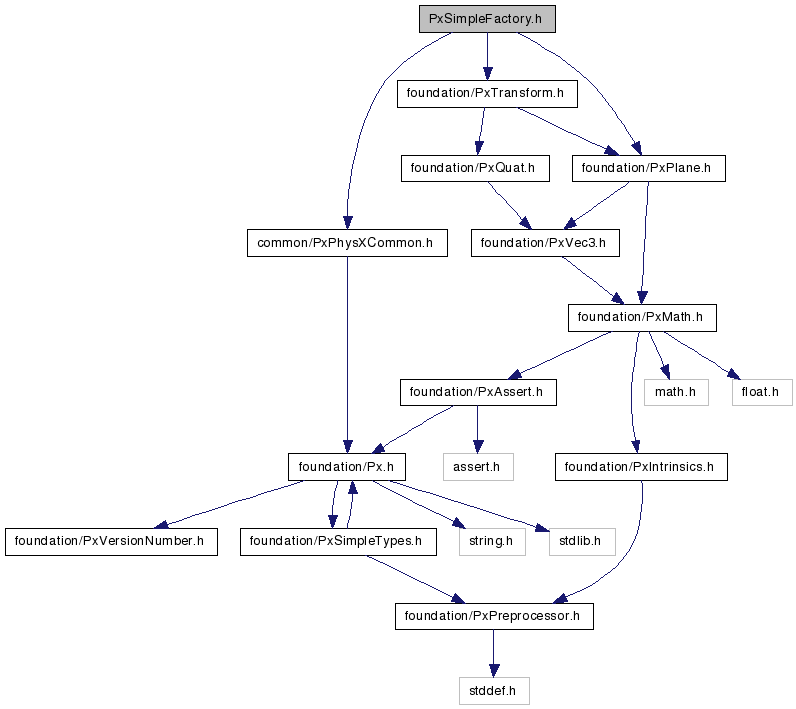 PxSimpleFactory.h
foundation/PxTransform.h
foundation/PxQuat.h
foundation/PxPlane.h
common/PxPhysXCommon.h
foundation/PxVec3.h
foundation/PxMath.h
foundation/PxAssert.h
math.h
float.h
foundation/Px.h
assert.h
foundation/PxIntrinsics.h
foundation/PxVersionNumber.h
foundation/PxSimpleTypes.h
string.h
stdlib.h
foundation/PxPreprocessor.h
stddef.h